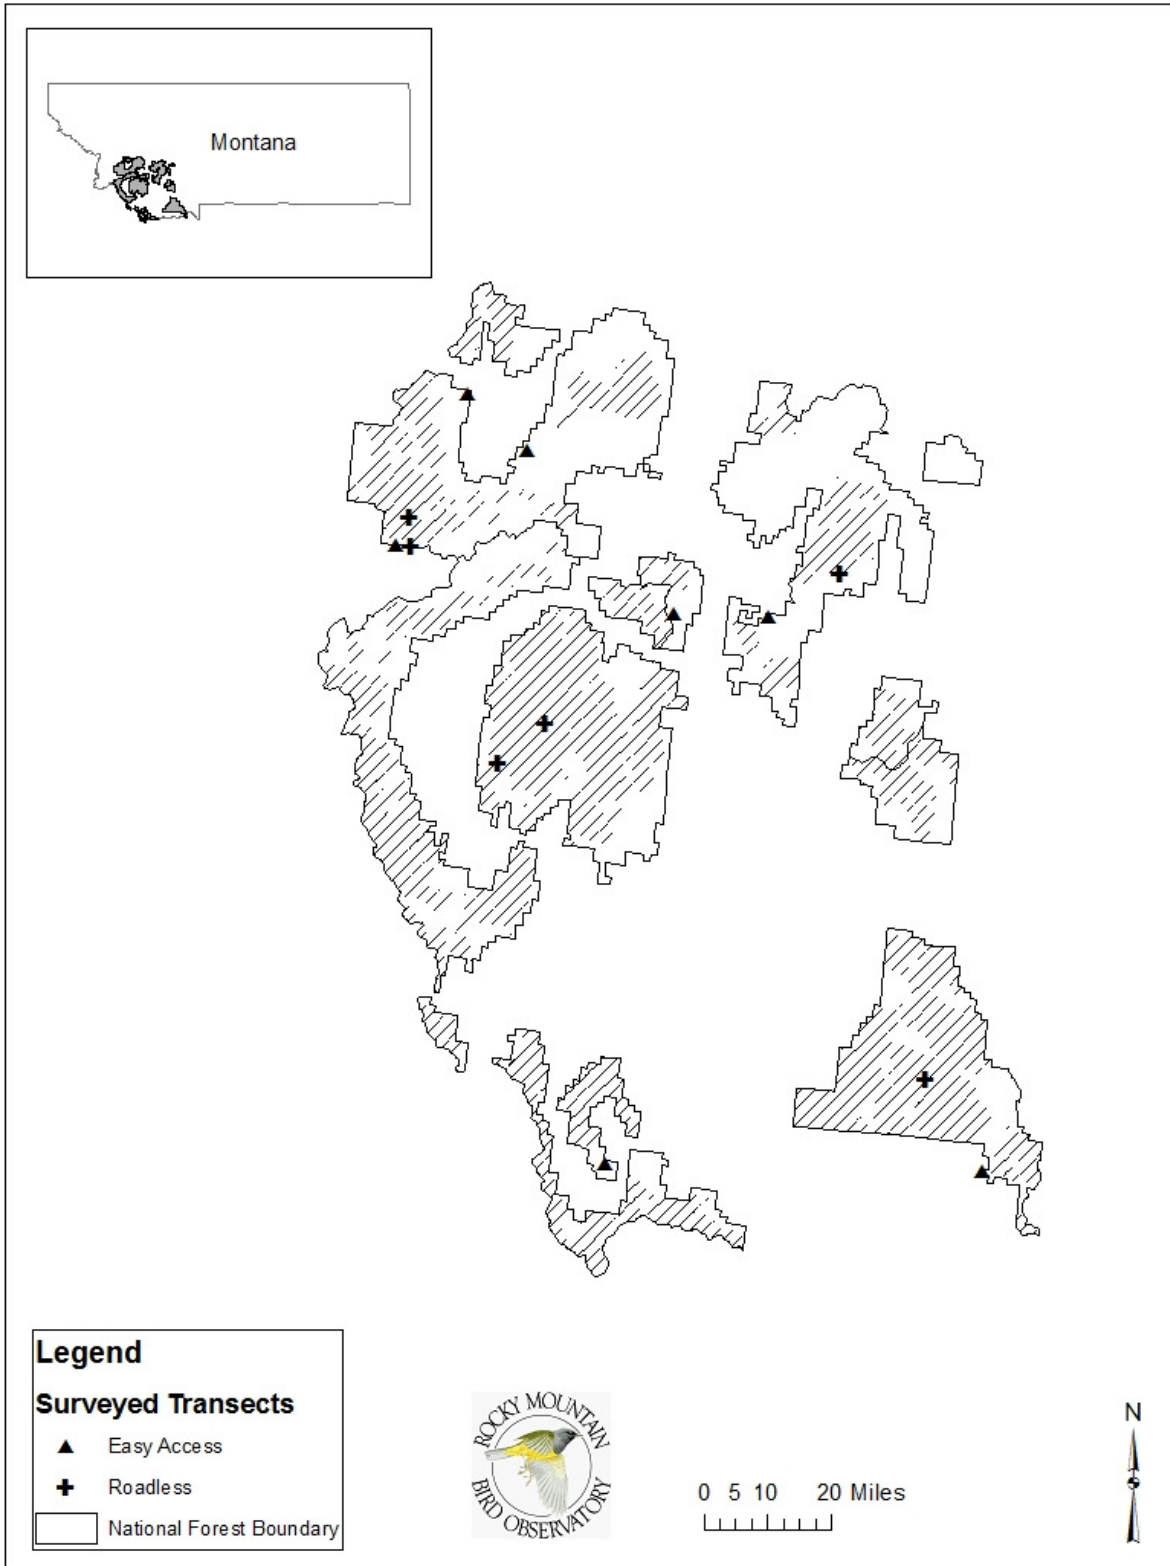 Montana
Legend
Surveyed Transects
Easy Access
Roadless
National Forest Boundary
ROCKY MOUNTAIN
BIRD OBSERVATORY
0 5 10 20 Miles
N